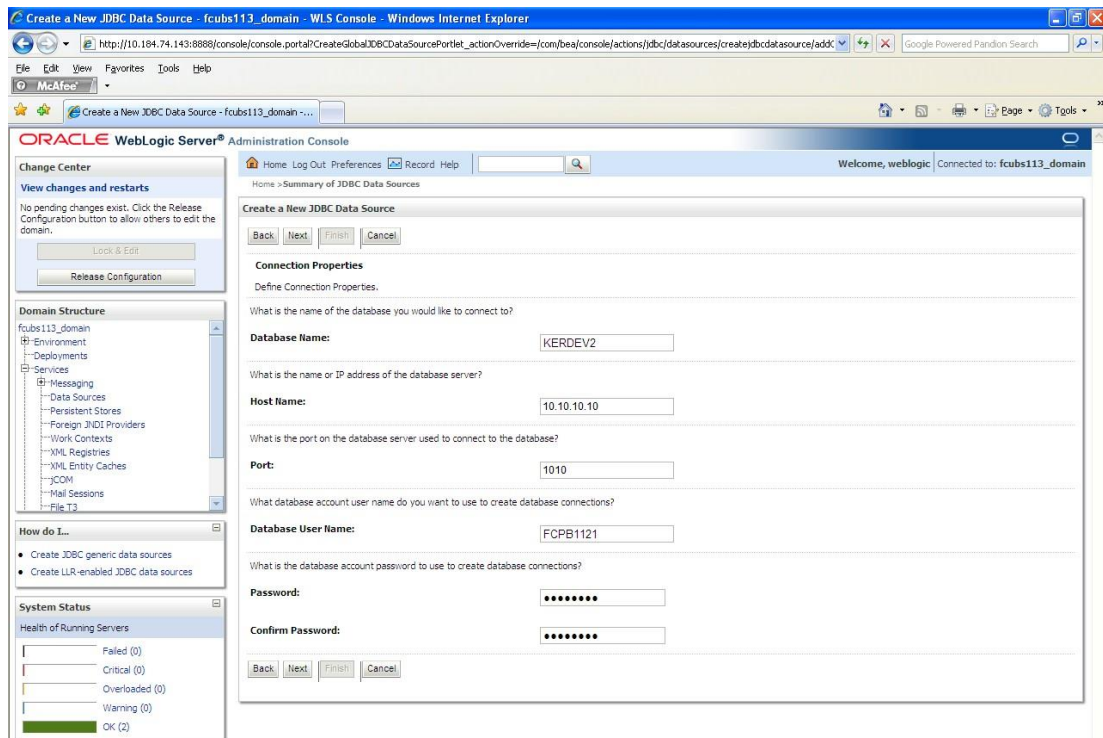 Create a New JDBC Data Source - fcubs113_domain - WLS Console - Windows Internet Explorer
http://10.184.74.143:8888/console/console.portal?CreateGlobalJDBCDataSourcePortlet_actionOverride=/com/bea/console/actions/jdbc/datasources/createjdbcdatasource/addC
Google Powered Pandion Search
File Edit View Favorites Tools Help
McAfee
Create a New JDBC Data Source - fcubs113_domain -...
Page Tools
ORACLE WebLogic Server® Administration Console
Change Center
View changes and restarts
No pending changes exist. Click the Release
Configuration button to allow others to edit the
domain.
Lock & Edit
Release Configuration
Domain Structure
fcubs113_domain
Environment
Deployments
Services
Messaging
Data Sources
Persistent Stores
Foreign JNDI Providers
Work Contexts
XML Registries
XML Entity Caches
jCOM
Mail Sessions
File T3
How do I...
Create JDBC generic data sources
Create LLR-enabled JDBC data sources
System Status
Health of Running Servers
Failed (0)
Critical (0)
Overloaded (0)
Warning (0)
OK (2)
Home Log Out Preferences Record Help
Welcome, weblogic Connected to: fcubs113_domain
Home >Summary of JDBC Data Sources
Create a New JDBC Data Source
Back Next Finish Cancel
Connection Properties
Define Connection Properties.
What is the name of the database you would like to connect to?
Database Name: KERDEV2
What is the name or IP address of the database server?
Host Name: 10.10.10.10
What is the port on the database server used to connect to the database?
Port: 1010
What database account user name do you want to use to create database connections?
Database User Name: FCPB1121
What is the database account password to use to create database connections?
Password: ●●●●●●●●
Confirm Password: ●●●●●●●●
Back Next Finish Cancel